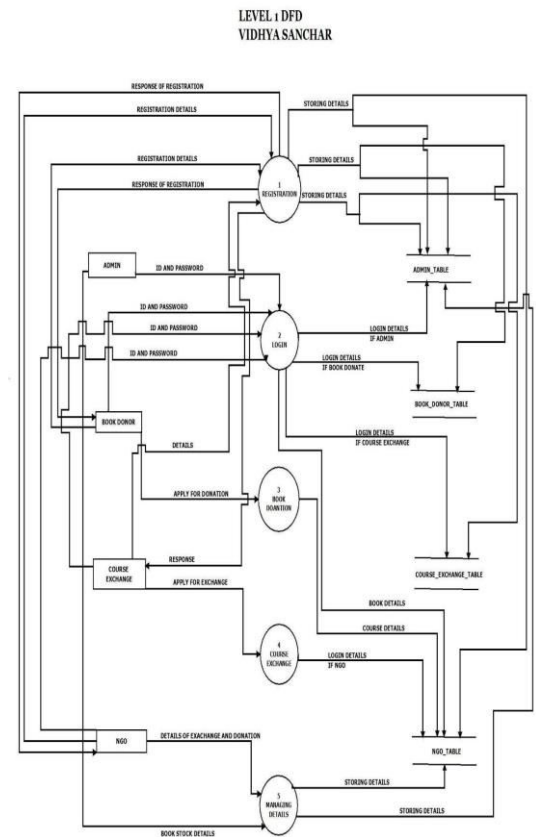 LEVEL 1 DFD
VIDHYA SANCHAR
RESPONSE OF REGISTRATION
REGISTRATION DETAILS
STORING DETAILS
REGISTRATION DETAILS
STORING DETAILS
RESPONSE OF REGISTRATION
1
REGISTRATION
STORING DETAILS
ADMIN
ID AND PASSWORD
ADMIN_TABLE
ID AND PASSWORD
ID AND PASSWORD
ID AND PASSWORD
2
LOGIN
LOGIN DETAILS
IF ADMIN
LOGIN DETAILS
IF BOOK DONATE
BOOK_DONOR_TABLE
BOOK DONOR
DETAILS
LOGIN DETAILS
IF COURSE EXCHANGE
APPLY FOR DONATION
3
BOOK
DOANTION
RESPONSE
COURSE
EXCHANGE
APPLY FOR EXCHANGE
COURSE_EXCHANGE_TABLE
BOOK DETAILS
COURSE DETAILS
4
COURSE
EXCHANGE
LOGIN DETAILS
IF NGO
NGO
DETAILS OF EXACHANGE AND DONATION
NGO_TABLE
5
MANAGING
DETAILS
STORING DETAILS
STORING DETAILS
BOOK STOCK DETAILS